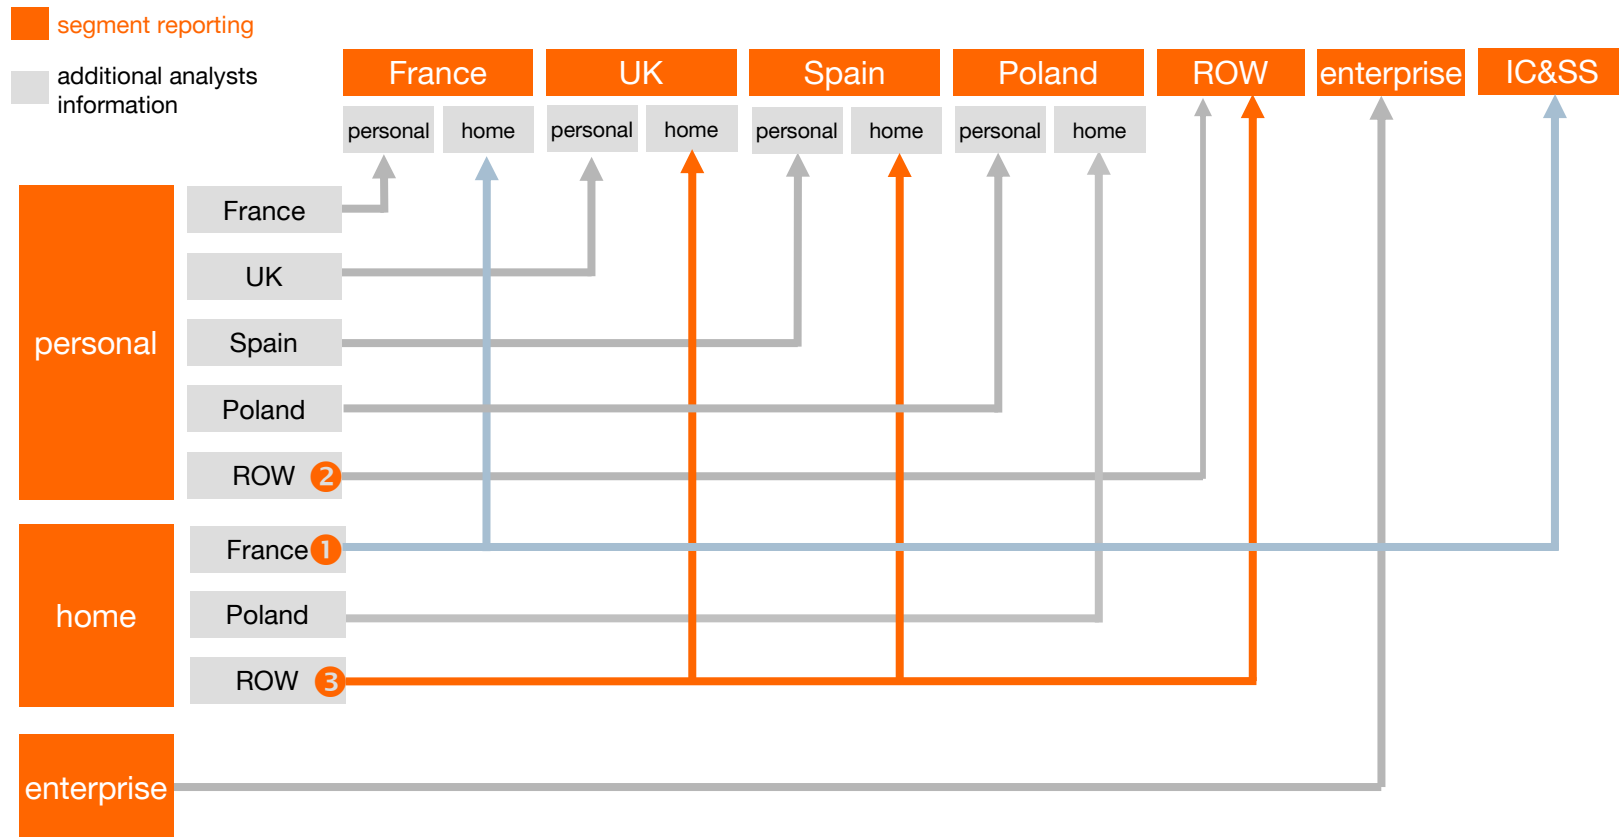 segment reporting
additional analysts
information
France UK Spain Poland ROW enterprise IC&SS
personal home personal home personal home personal home
personal
France
UK
Spain
Poland
ROW 2
home
France 1
Poland
ROW 3
enterprise